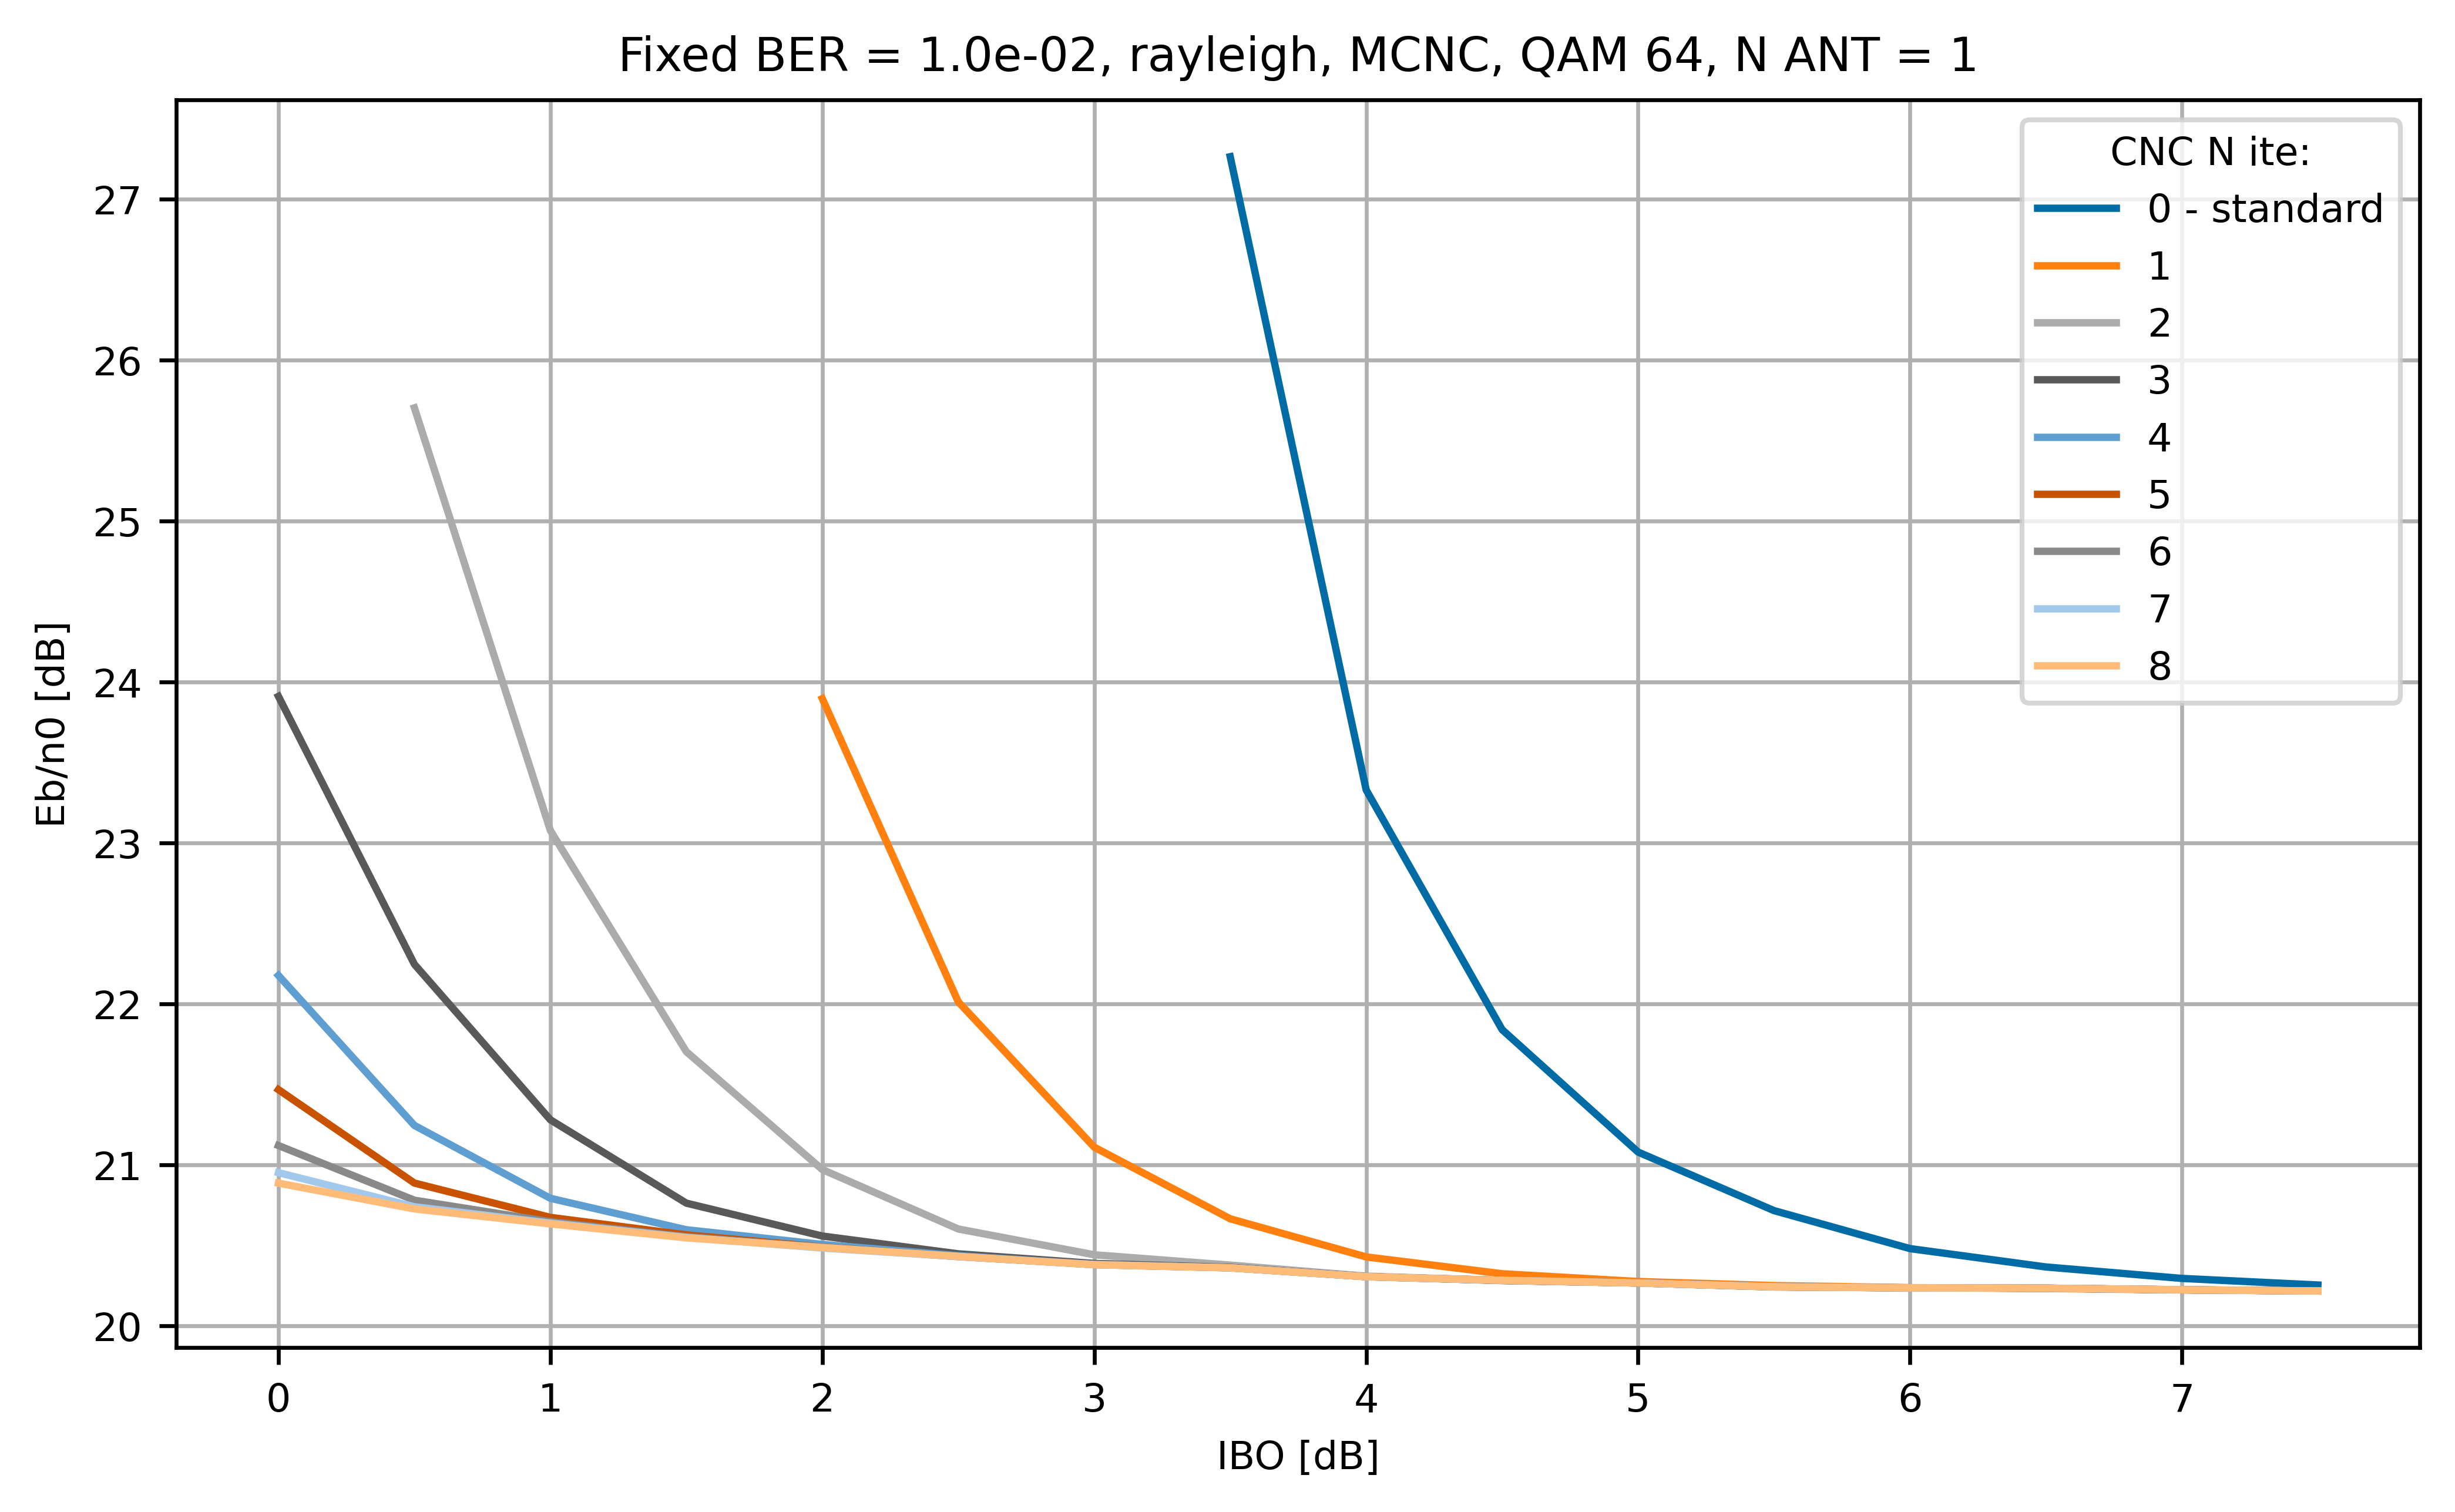 Fixed BER = 1.0e-02, rayleigh, MCNC, QAM 64, N ANT = 1
CNC N ite:
0 - standard
1
2
3
4
5
6
7
8
Eb/n0 [dB]
27
26
25
24
23
22
21
20
0 1 2 3 4 5 6 7
IBO [dB]